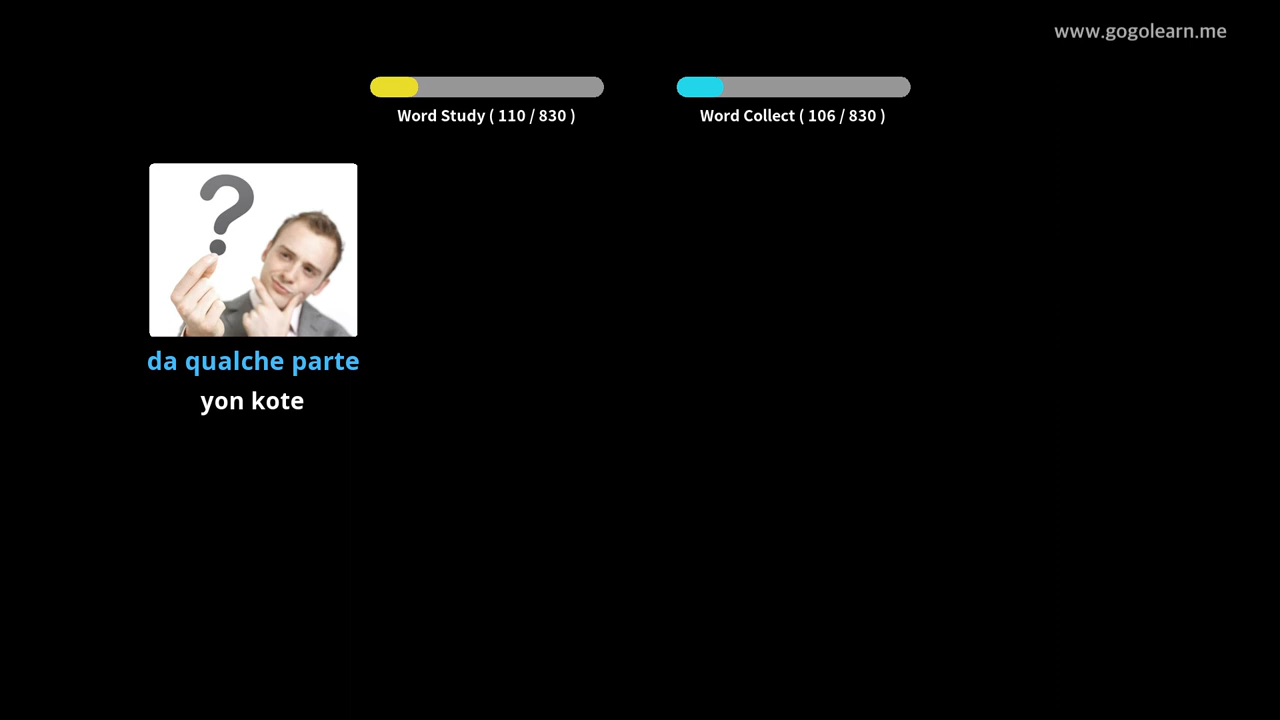 www.gogolearn.me
Word Study ( 110 / 830 )
Word Collect ( 106 / 830 )
?
da qualche parte
yon kote